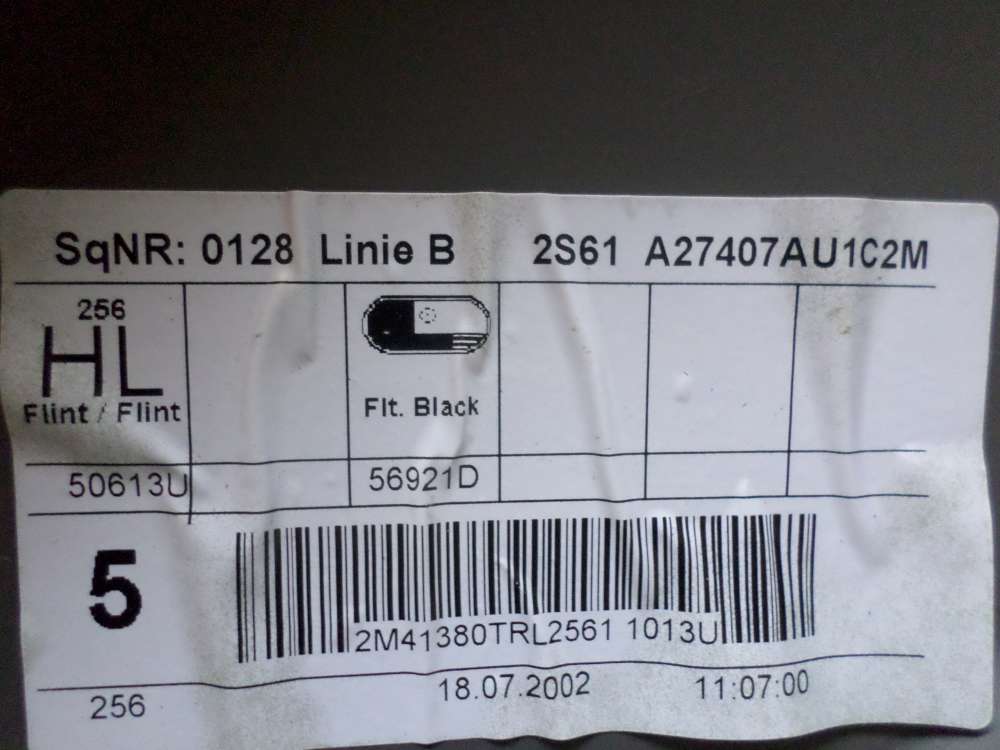 SqNR: 0128 Linie B 2S61 A27407AU1C2M
256
HL
Flint / Flint
Flt. Black
50613U 56921D
5
2M41380TRL2561 1013U
256 18.07.2002 11:07:00